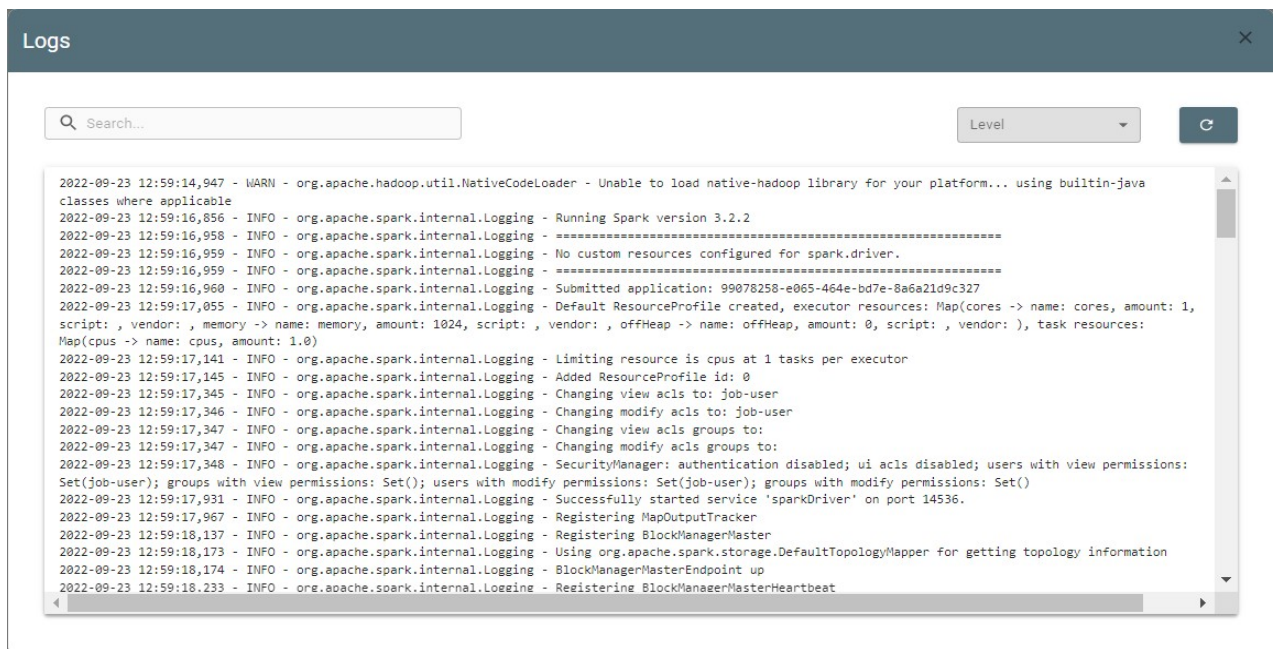 Logs
Search...
Level
2022-09-23 12:59:14,947 - WARN - org.apache.hadoop.util.NativeCodeLoader - Unable to load native-hadoop library for your platform... using builtin-java
classes where applicable
2022-09-23 12:59:16,856 - INFO - org.apache.spark.internal.Logging - Running Spark version 3.2.2
2022-09-23 12:59:16,958 - INFO - org.apache.spark.internal.Logging - ==============================================================
2022-09-23 12:59:16,959 - INFO - org.apache.spark.internal.Logging - No custom resources configured for spark.driver.
2022-09-23 12:59:16,959 - INFO - org.apache.spark.internal.Logging - ==============================================================
2022-09-23 12:59:16,960 - INFO - org.apache.spark.internal.Logging - Submitted application: 99078258-e065-464e-bd7e-8a6a21d9c327
2022-09-23 12:59:17,055 - INFO - org.apache.spark.internal.Logging - Default ResourceProfile created, executor resources: Map(cores -> name: cores, amount: 1,
script: , vendor: , memory -> name: memory, amount: 1024, script: , vendor: , offHeap -> name: offHeap, amount: 0, script: , vendor: ), task resources:
Map(cpus -> name: cpus, amount: 1.0)
2022-09-23 12:59:17,141 - INFO - org.apache.spark.internal.Logging - Limiting resource is cpus at 1 tasks per executor
2022-09-23 12:59:17,145 - INFO - org.apache.spark.internal.Logging - Added ResourceProfile id: 0
2022-09-23 12:59:17,345 - INFO - org.apache.spark.internal.Logging - Changing view acls to: job-user
2022-09-23 12:59:17,346 - INFO - org.apache.spark.internal.Logging - Changing modify acls to: job-user
2022-09-23 12:59:17,347 - INFO - org.apache.spark.internal.Logging - Changing view acls groups to:
2022-09-23 12:59:17,347 - INFO - org.apache.spark.internal.Logging - Changing modify acls groups to:
2022-09-23 12:59:17,348 - INFO - org.apache.spark.internal.Logging - SecurityManager: authentication disabled; ui acls disabled; users with view permissions:
Set(job-user); groups with view permissions: Set(); users with modify permissions: Set(job-user); groups with modify permissions: Set()
2022-09-23 12:59:17,931 - INFO - org.apache.spark.internal.Logging - Successfully started service 'sparkDriver' on port 14536.
2022-09-23 12:59:17,967 - INFO - org.apache.spark.internal.Logging - Registering MapOutputTracker
2022-09-23 12:59:18,137 - INFO - org.apache.spark.internal.Logging - Registering BlockManagerMaster
2022-09-23 12:59:18,173 - INFO - org.apache.spark.internal.Logging - Using org.apache.spark.storage.DefaultTopologyMapper for getting topology information
2022-09-23 12:59:18,174 - INFO - org.apache.spark.internal.Logging - BlockManagerMasterEndpoint up
2022-09-23 12:59:18,233 - INFO - org.apache.spark.internal.Logging - Registering BlockManagerMasterHeartbeat